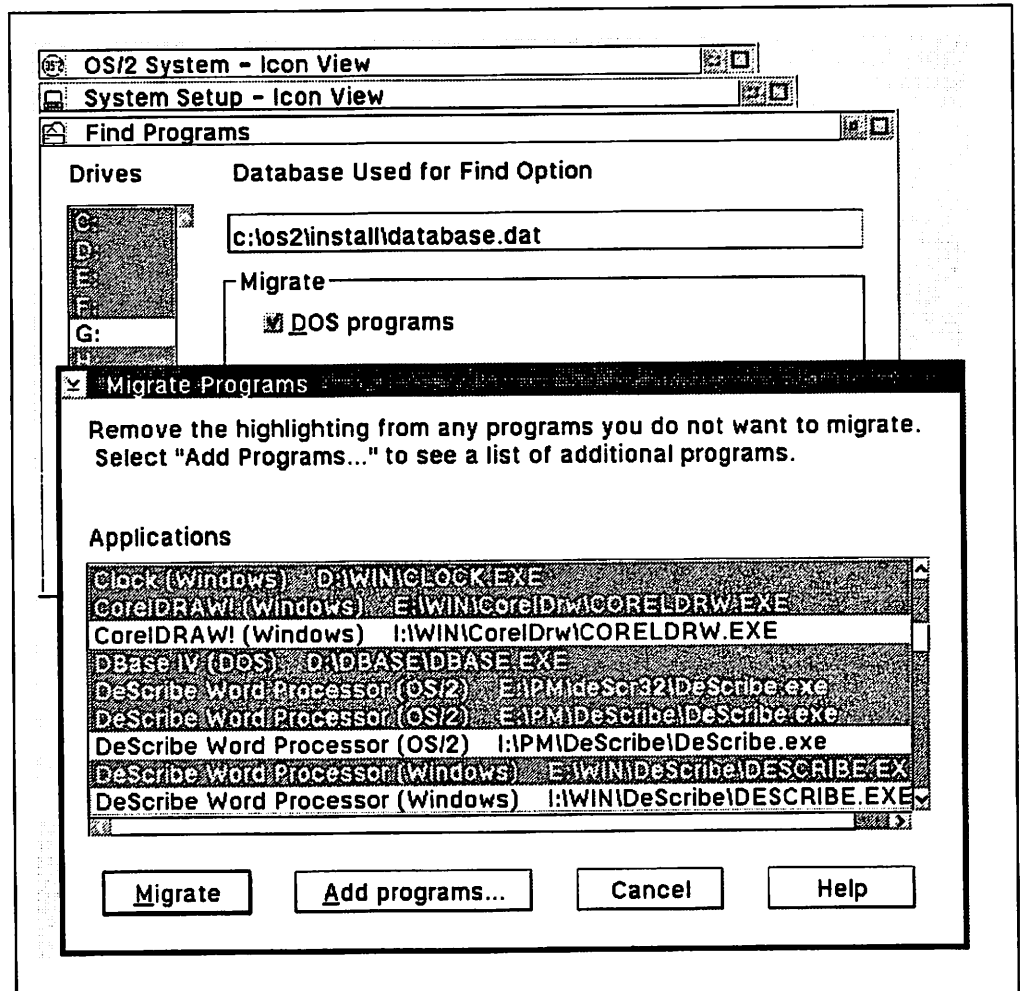 OS/2 System - Icon View
System Setup - Icon View
Find Programs
Drives
Database Used for Find Option
C:
D:
E:
F:
G:
H:
c:\os2\install\database.dat
Migrate
DOS programs
Migrate Programs
Remove the highlighting from any programs you do not want to migrate.
Select "Add Programs..." to see a list of additional programs.
Applications
Clock (Windows) D:\WIN\CLOCK.EXE
CorelDRAW! (Windows) E:\WIN\CorelDrw\CORELDRW.EXE
CorelDRAW! (Windows) I:\WIN\CorelDrw\CORELDRW.EXE
DBase IV (DOS) D:\DBASE\DBASE.EXE
DeScribe Word Processor (OS/2) E:\PM\deScr32\DeScribe.exe
DeScribe Word Processor (OS/2) E:\PM\DeScribe\DeScribe.exe
DeScribe Word Processor (OS/2) I:\PM\DeScribe\DeScribe.exe
DeScribe Word Processor (Windows) E:\WIN\DeScribe\DESCRIBE.EX
DeScribe Word Processor (Windows) I:\WIN\DeScribe\DESCRIBE.EXE
Migrate
Add programs...
Cancel
Help